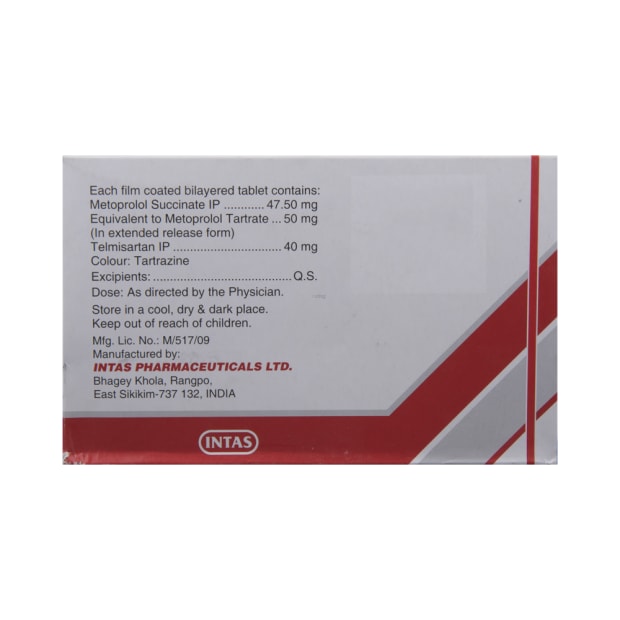 Each film coated bilayered tablet contains:
Metoprolol Succinate IP ............ 47.50 mg
Equivalent to Metoprolol Tartrate ... 50 mg
(In extended release form)
Telmisartan IP ................................ 40 mg
Colour: Tartrazine
Excipients: ......................................... Q.S.
Dose: As directed by the Physician.
Store in a cool, dry & dark place.
Keep out of reach of children.
Mfg. Lic. No.: M/517/09
Manufactured by:
INTAS PHARMACEUTICALS LTD.
Bhagey Khola, Rangpo,
East Sikikim-737 132, INDIA
INTAS